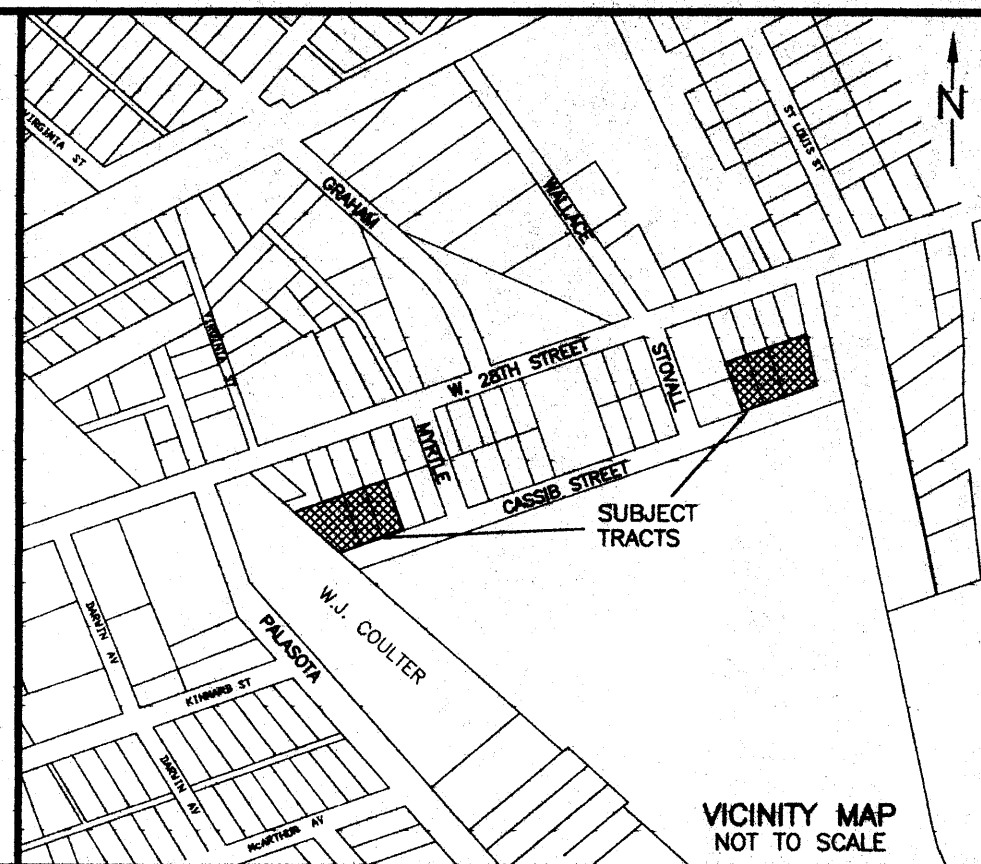 VIRGINIA ST
ST LOUIS ST
N
GRAHAM
WALLACE
VIRGINIA ST
W. 28TH STREET
STOVALL
MYRTLE
CASSIB STREET
SUBJECT
TRACTS
W.J. COULTER
DARWIN AV
PALASOTA
KINNARB ST
DARWIN AV
McARTHUR AV
VICINITY MAP
NOT TO SCALE